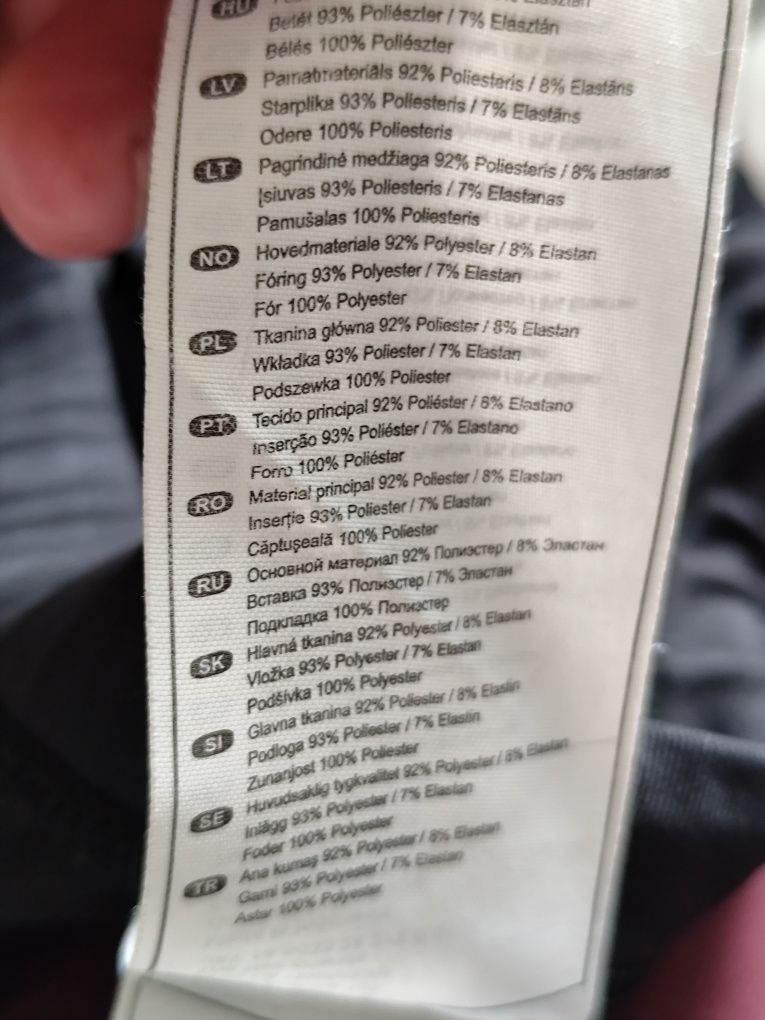 HU
Betét 93% Poliészter / 7% Elasztán
Bélés 100% Poliészter
LV Pamatmateriāls 92% Poliesteris / 8% Elastāns
Starplika 93% Poliesteris / 7% Elastāns
Odere 100% Poliesteris
LT Pagrindinė medžiaga 92% Poliesteris / 8% Elastanas
Įsiuvas 93% Poliesteris / 7% Elastanas
Pamušalas 100% Poliesteris
NO Hovedmateriale 92% Polyester / 8% Elastan
Fóring 93% Polyester / 7% Elastan
Fór 100% Polyester
PL Tkanina główna 92% Poliester / 8% Elastan
Wkładka 93% Poliester / 7% Elastan
Podszewka 100% Poliester
PT Tecido principal 92% Poliéster / 8% Elastano
Inserção 93% Poliéster / 7% Elastano
Forro 100% Poliéster
RO Material principal 92% Poliester / 8% Elastan
Inserție 93% Poliester / 7% Elastan
Căptușeală 100% Poliester
RU Основной материал 92% Полиэстер / 8% Эластан
Вставка 93% Полиэстер / 7% Эластан
Подкладка 100% Полиэстер
SK Hlavná tkanina 92% Polyester / 8% Elastan
Vložka 93% Polyester / 7% Elastan
Podšívka 100% Polyester
SI Glavna tkanina 92% Poliester / 8% Elastin
Podloga 93% Poliester / 7% Elastin
Zunanjost 100% Poliester
SE Huvudsaklig tygkvalitet 92% Polyester / 8% Elastan
Inlägg 93% Polyester / 7% Elastan
Foder 100% Polyester
TR Ana kumaş 92% Polyester / 8% Elastan
Garni 93% Polyester / 7% Elastan
Astar 100% Polyester